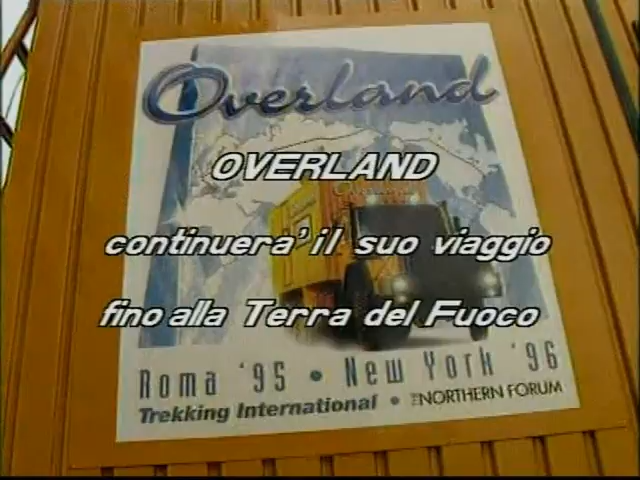 Overland
OVERLAND
continuera' il suo viaggio
fino alla Terra del Fuoco
Roma '95 • New York '96
Trekking International • THE NORTHERN FORUM